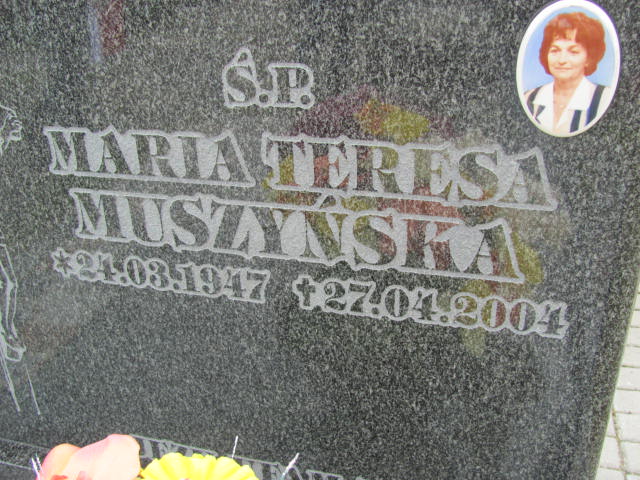 Ś.P.
MARIA TERESA
MUSZYŃSKA
*24.03.1947 †27.04.2004